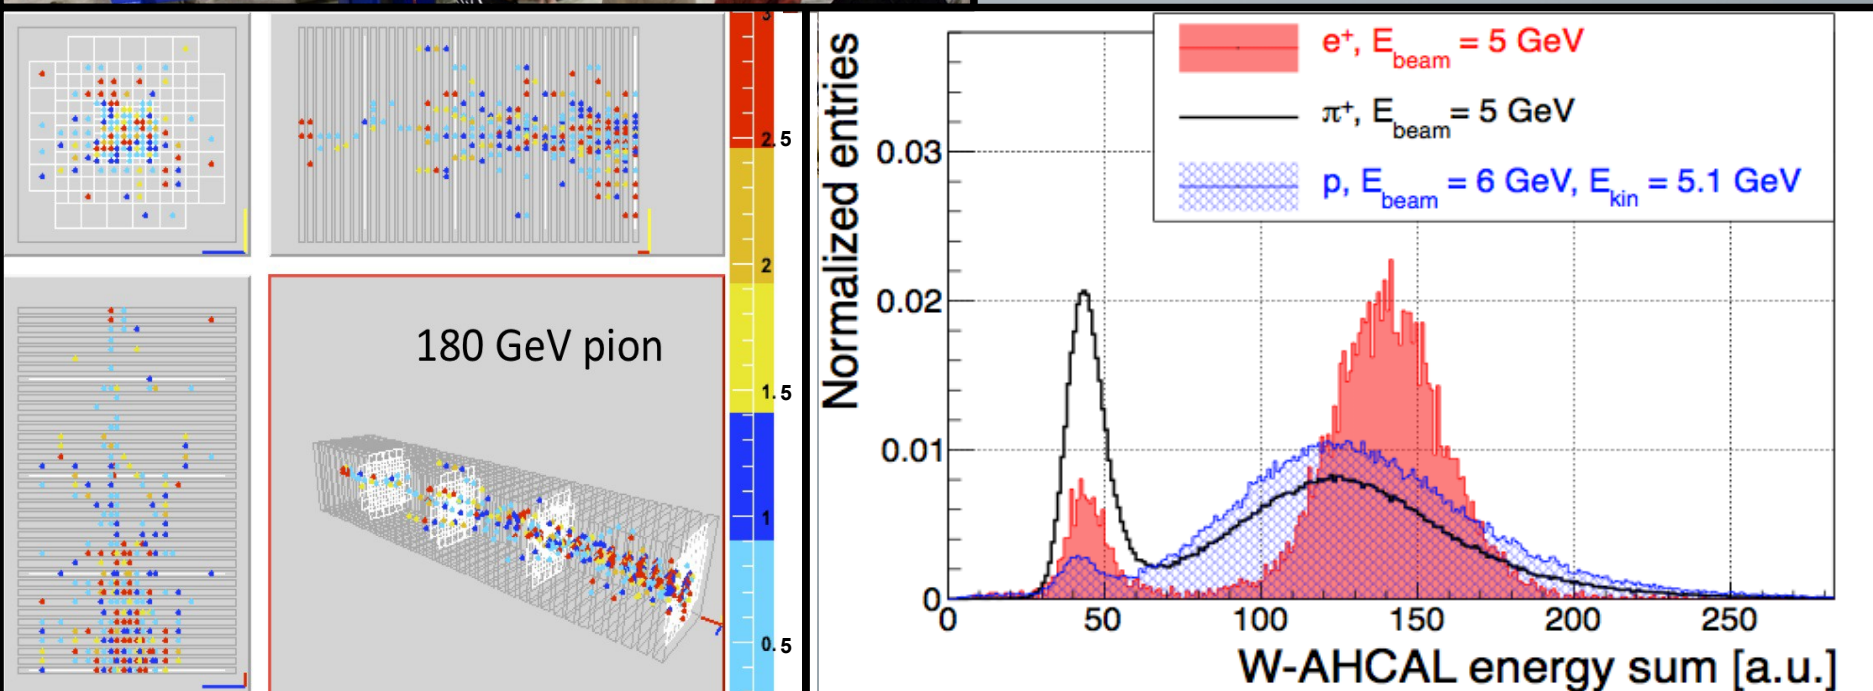 3
2.5
2
1.5
1
0.5
180 GeV pion
Normalized entries
0.03
0.02
0.01
0
e⁺, E_beam = 5 GeV
π⁺, E_beam = 5 GeV
p, E_beam = 6 GeV, E_kin = 5.1 GeV
0 50 100 150 200 250
W-AHCAL energy sum [a.u.]